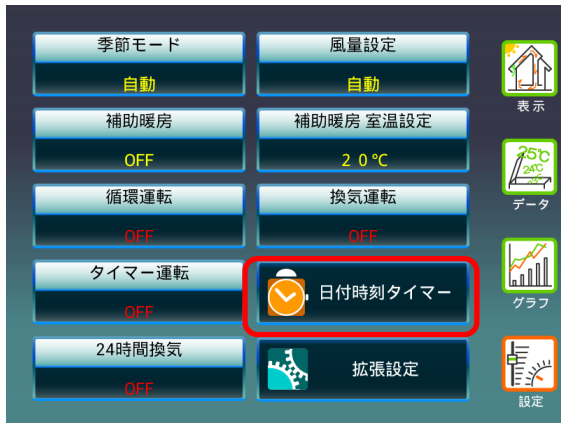 季節モード
風量設定
自動
自動
補助暖房
補助暖房 室温設定
OFF
20℃
循環運転
換気運転
OFF
OFF
タイマー運転
日付時刻タイマー
OFF
24時間換気
拡張設定
OFF
表示
25℃
24℃
23℃
データ
グラフ
設定